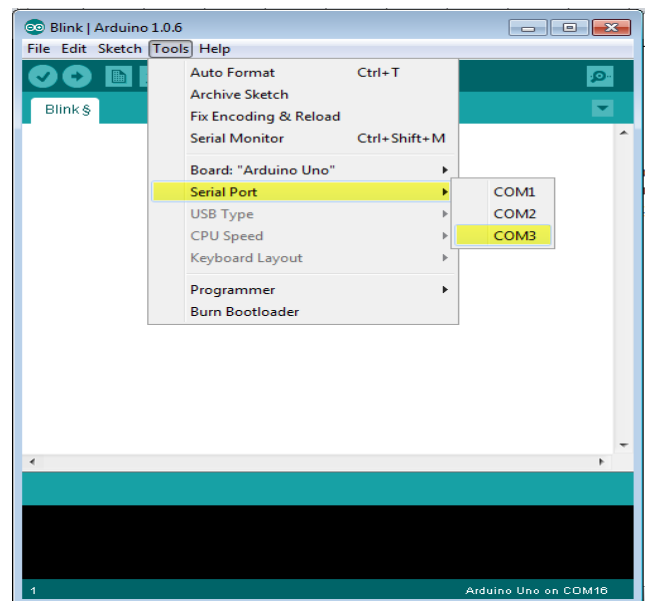 Blink | Arduino 1.0.6
File Edit Sketch Tools Help
Blink §
Auto Format Ctrl+T
Archive Sketch
Fix Encoding & Reload
Serial Monitor Ctrl+Shift+M
Board: "Arduino Uno"
Serial Port
USB Type
CPU Speed
Keyboard Layout
Programmer
Burn Bootloader
COM1
COM2
COM3
1 Arduino Uno on COM16